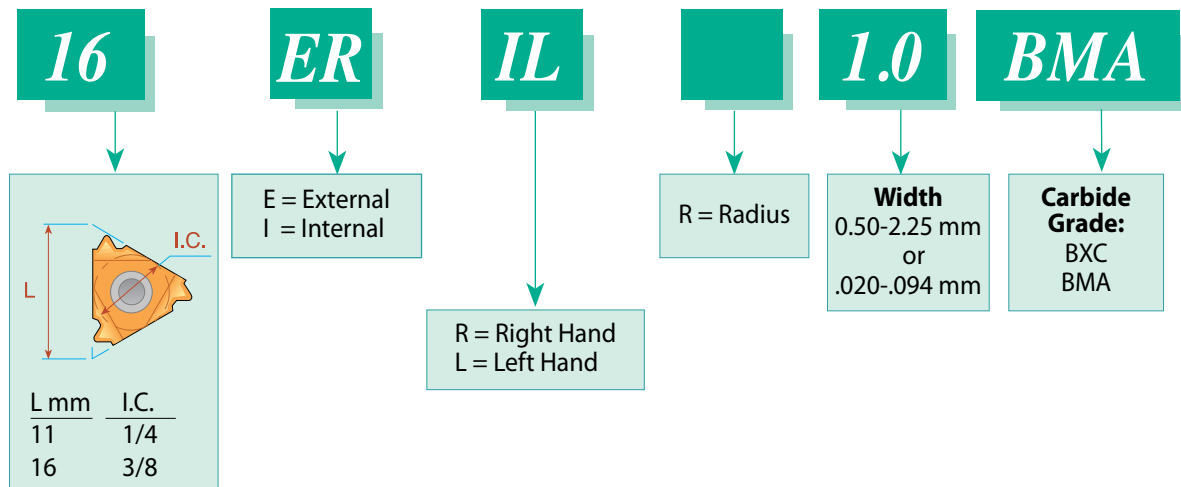 16 ER IL 1.0 BMA
I.C.
L
L mm I.C.
11 1/4
16 3/8
E = External
I = Internal
R = Right Hand
L = Left Hand
R = Radius
Width
0.50-2.25 mm
or
.020-.094 mm
Carbide
Grade:
BXC
BMA